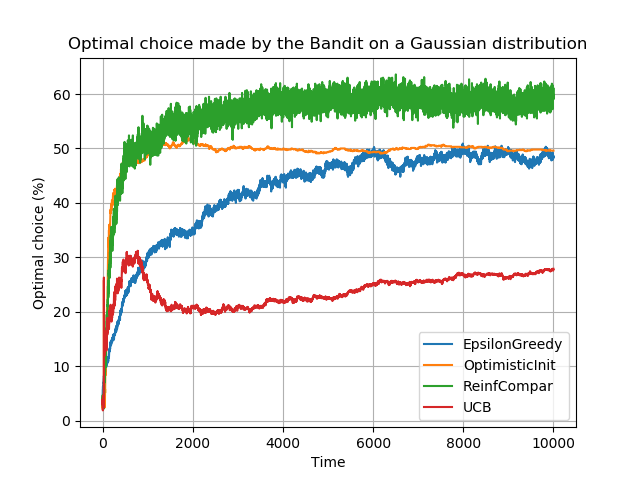 Optimal choice made by the Bandit on a Gaussian distribution
60
50
40
30
20
10
0
Optimal choice (%)
EpsilonGreedy
OptimisticInit
ReinfCompar
UCB
0 2000 4000 6000 8000 10000
Time